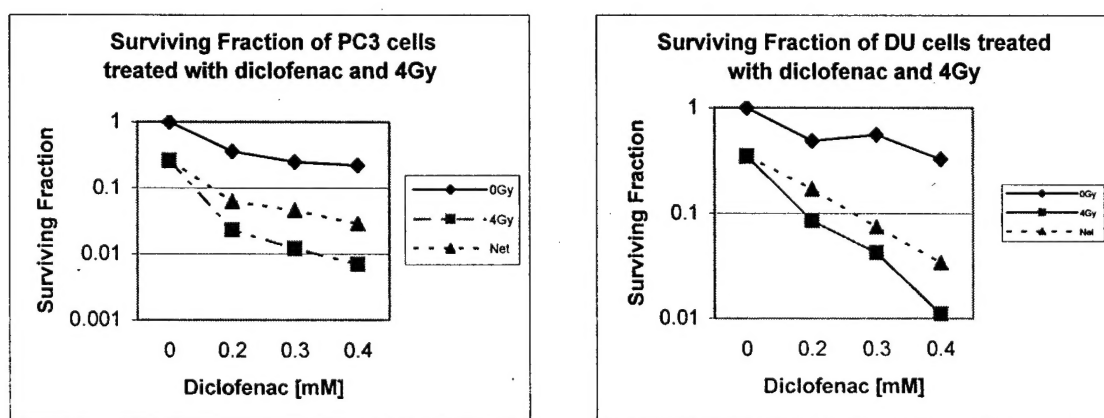 Surviving Fraction of PC3 cells
treated with diclofenac and 4Gy
Surviving Fraction
1
0.1
0.01
0.001
0
0.2
0.3
0.4
Diclofenac [mM]
0Gy
4Gy
Net
Surviving Fraction of DU cells treated
with diclofenac and 4Gy
Surviving Fraction
1
0.1
0.01
0
0.2
0.3
0.4
Diclofenac [mM]
0Gy
4Gy
Net